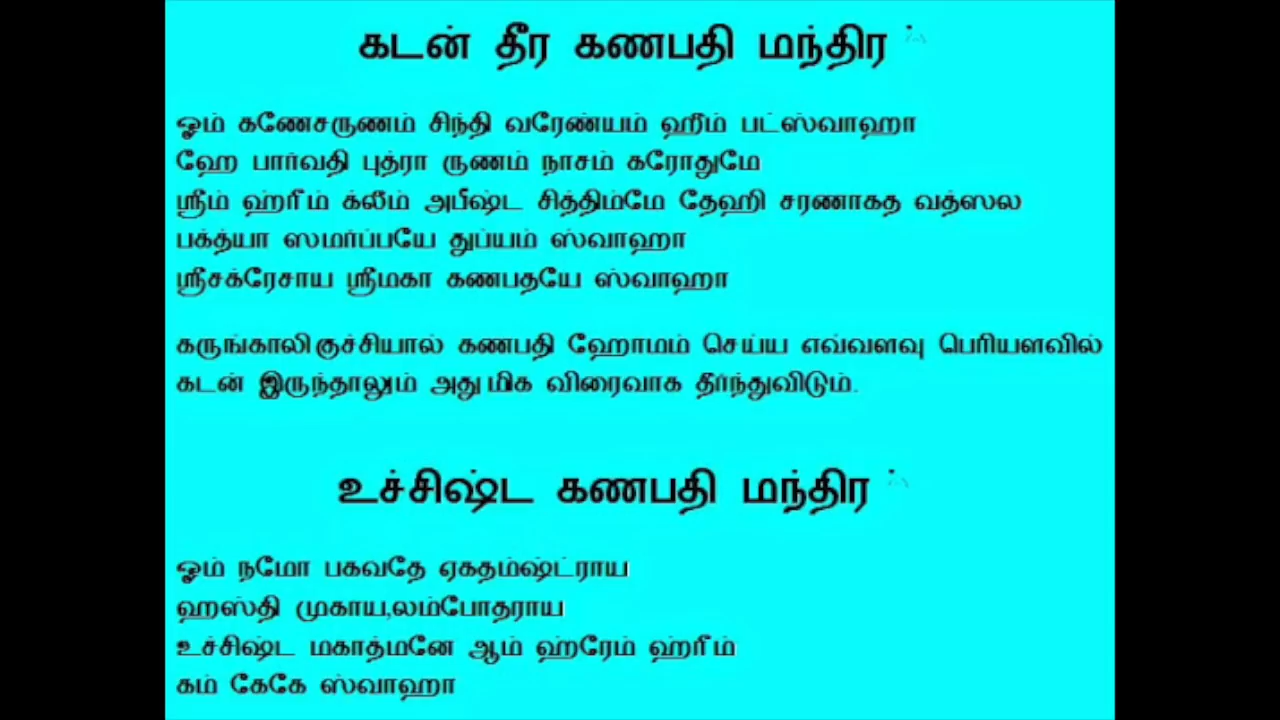 கடன் தீர கணபதி மந்திர
ஓம் கணேசருணம் சிந்தி வரேண்யம் ஹீம் பட்ஸ்வாஹா
ஹே பார்வதி புத்ரா ருணம் நாசம் கரோதுமே
ஸ்ரீம் ஹ்ரீம் க்லீம் அபீஷ்ட சித்திம்மே தேஹி சரணாகத வத்ஸல
பக்த்யா ஸமர்ப்பயே துப்யம் ஸ்வாஹா
ஸ்ரீசக்ரேசாய ஸ்ரீமகா கணபதயே ஸ்வாஹா
கருங்காலிகுச்சியால் கணபதி ஹோமம் செய்ய எவ்வளவு பெரியளவில்
கடன் இருந்தாலும் அதுமிக விரைவாக தீர்ந்துவிடும்.
உச்சிஷ்ட கணபதி மந்திர
ஓம் நமோ பகவதே ஏகதம்ஷ்ட்ராய
ஹஸ்தி முகாய,லம்போதராய
உச்சிஷ்ட மகாத்மனே ஆம் ஹ்ரேம் ஹ்ரீம்
கம் கேகே ஸ்வாஹா